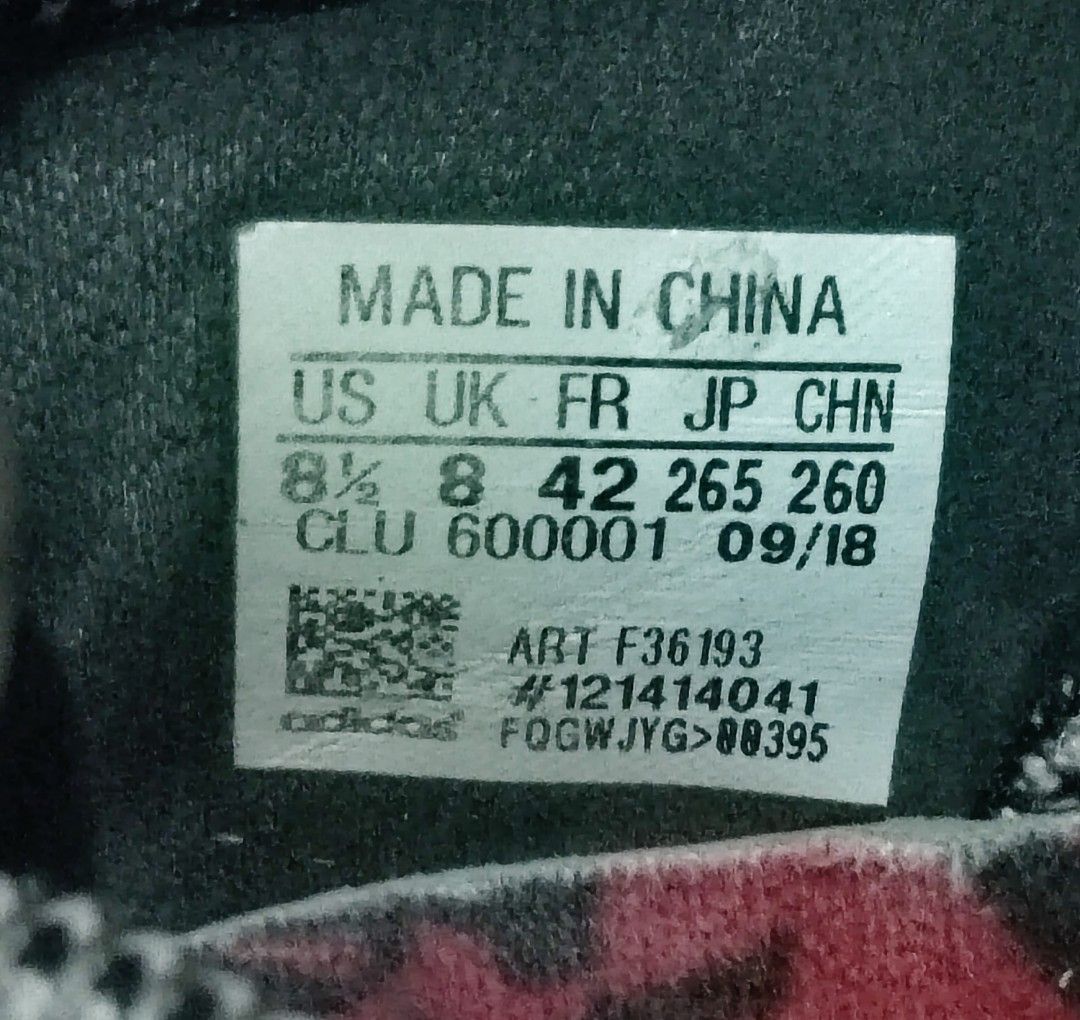 MADE IN CHINA
US UK FR JP CHN
8½ 8 42 265 260
CLU 600001 09/18
ART F36193
#121414041
adidas FQGWJYG>00395